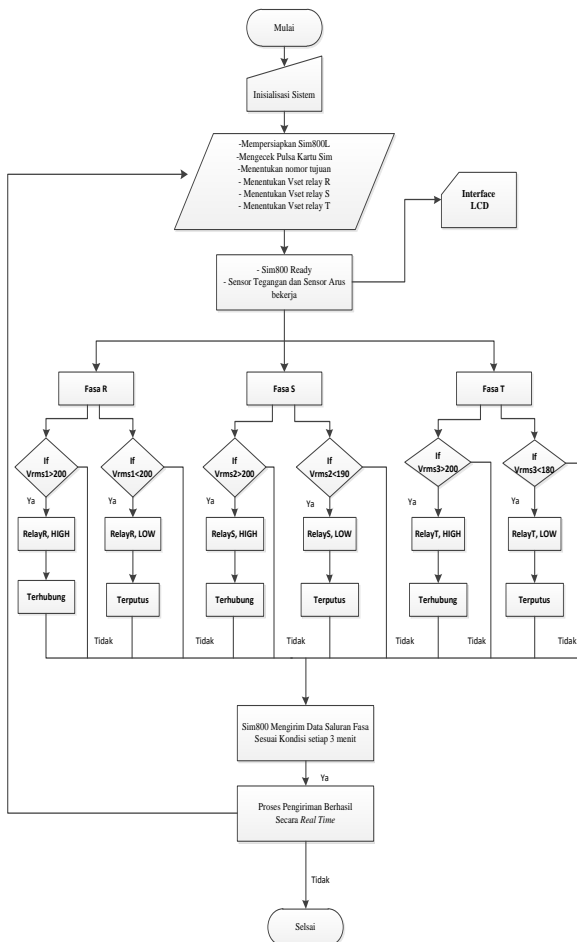 Mulai
Inisialisasi Sistem
-Mempersiapkan Sim800L
-Mengecek Pulsa Kartu Sim
-Menentukan nomor tujuan
- Menentukan Vset relay R
- Menentukan Vset relay S
- Menentukan Vset relay T
Interface
LCD
- Sim800 Ready
- Sensor Tegangan dan Sensor Arus
bekerja
Fasa R
Fasa S
Fasa T
If
Vrms1>200
If
Vrms1<200
If
Vrms2>200
If
Vrms2<190
If
Vrms3>200
If
Vrms3<180
Ya
Ya
Ya
Ya
Ya
Ya
RelayR, HIGH
RelayR, LOW
RelayS, HIGH
RelayS, LOW
RelayT, HIGH
RelayT, LOW
Terhubung
Terputus
Terhubung
Terputus
Terhubung
Terputus
Tidak
Tidak
Tidak
Tidak
Tidak
Tidak
Sim800 Mengirim Data Saluran Fasa
Sesuai Kondisi setiap 3 menit
Ya
Proses Pengiriman Berhasil
Secara Real Time
Tidak
Selsai